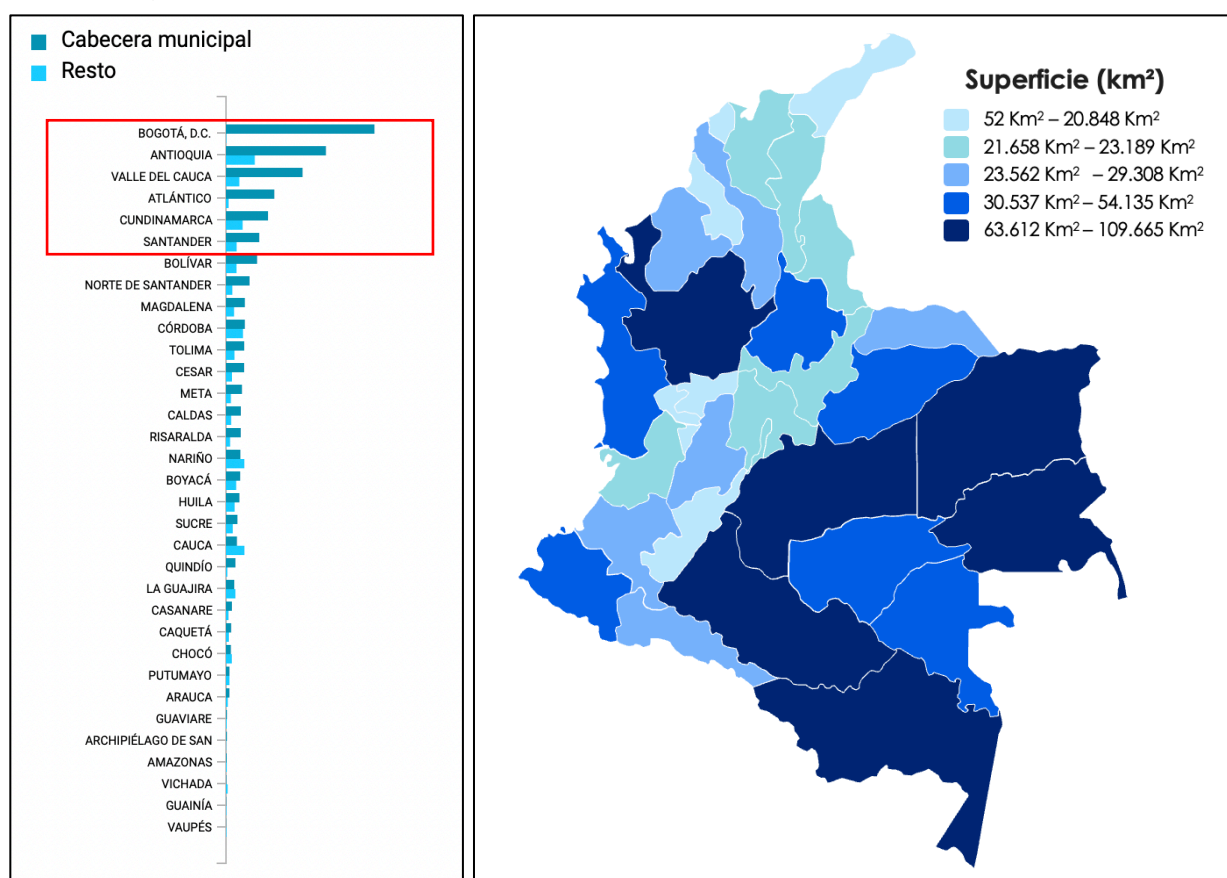 Cabecera municipal
Resto
BOGOTÁ, D.C.
ANTIOQUIA
VALLE DEL CAUCA
ATLÁNTICO
CUNDINAMARCA
SANTANDER
BOLÍVAR
NORTE DE SANTANDER
MAGDALENA
CÓRDOBA
TOLIMA
CESAR
META
CALDAS
RISARALDA
NARIÑO
BOYACÁ
HUILA
SUCRE
CAUCA
QUINDÍO
LA GUAJIRA
CASANARE
CAQUETÁ
CHOCÓ
PUTUMAYO
ARAUCA
GUAVIARE
ARCHIPIÉLAGO DE SAN
AMAZONAS
VICHADA
GUAINÍA
VAUPÉS
Superficie (km²)
52 Km² – 20.848 Km²
21.658 Km² – 23.189 Km²
23.562 Km² – 29.308 Km²
30.537 Km² – 54.135 Km²
63.612 Km² – 109.665 Km²